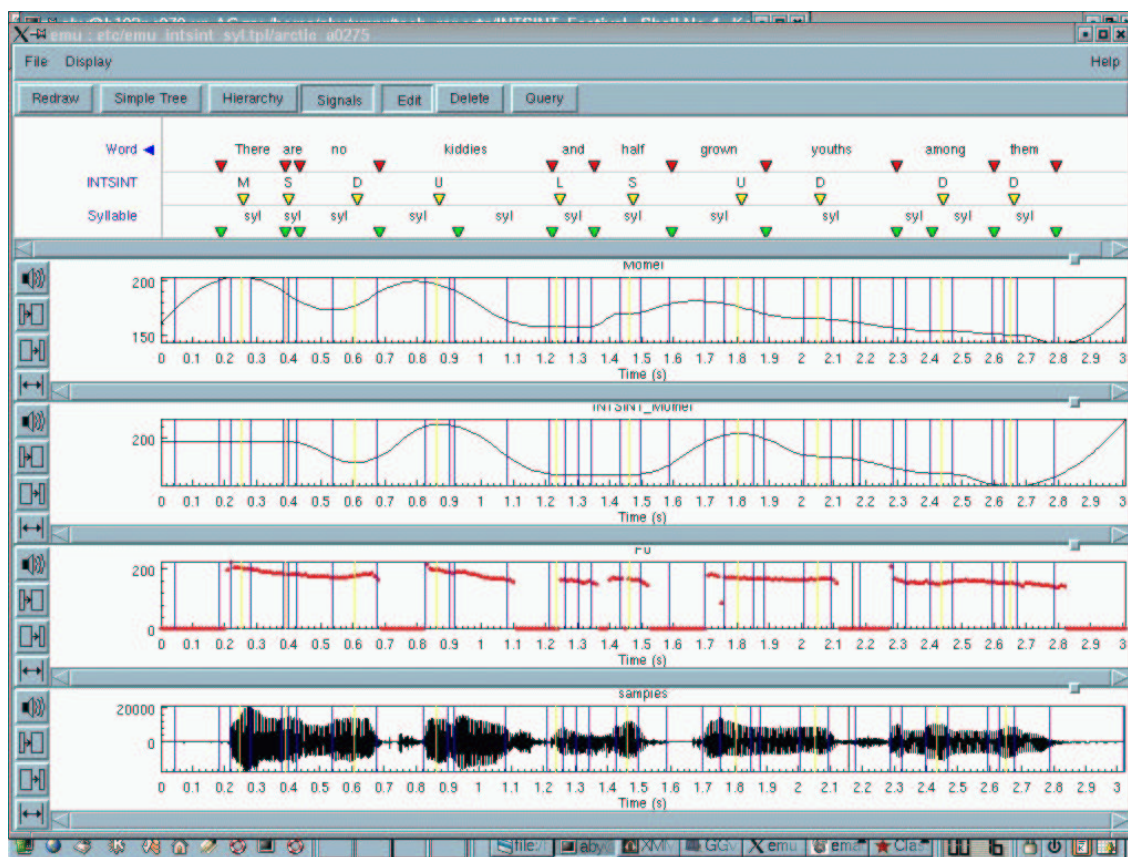 emu : etc/emu_intsint_syl.tpl/arctic_a0275
File Display Help
Redraw Simple Tree Hierarchy Signals Edit Delete Query
Word There are no kiddies and half grown youths among them
INTSINT M S D U L S U D D D
Syllable syl syl syl syl syl syl syl syl syl syl syl syl
Momel
200
150
0 0.1 0.2 0.3 0.4 0.5 0.6 0.7 0.8 0.9 1 1.1 1.2 1.3 1.4 1.5 1.6 1.7 1.8 1.9 2 2.1 2.2 2.3 2.4 2.5 2.6 2.7 2.8 2.9 3
Time (s)
INTSINT_Momel
200
0 0.1 0.2 0.3 0.4 0.5 0.6 0.7 0.8 0.9 1 1.1 1.2 1.3 1.4 1.5 1.6 1.7 1.8 1.9 2 2.1 2.2 2.3 2.4 2.5 2.6 2.7 2.8 2.9 3
Time (s)
F0
200
0
0 0.1 0.2 0.3 0.4 0.5 0.6 0.7 0.8 0.9 1 1.1 1.2 1.3 1.4 1.5 1.6 1.7 1.8 1.9 2 2.1 2.2 2.3 2.4 2.5 2.6 2.7 2.8 2.9 3
Time (s)
samples
20000
0
0 0.1 0.2 0.3 0.4 0.5 0.6 0.7 0.8 0.9 1 1.1 1.2 1.3 1.4 1.5 1.6 1.7 1.8 1.9 2 2.1 2.2 2.3 2.4 2.5 2.6 2.7 2.8 2.9 3
Time (s)
file:/ aby XM GGv emu ema Clas